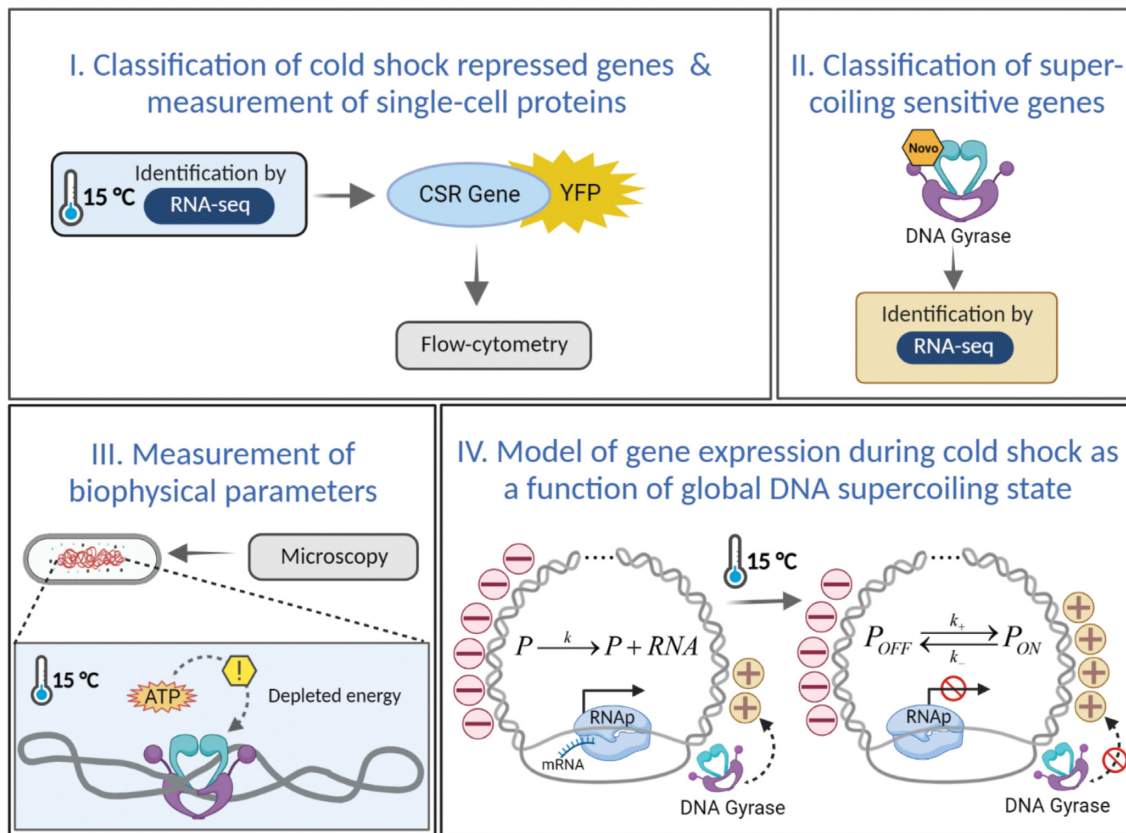 I. Classification of cold shock repressed genes &
measurement of single-cell proteins
15 °C
Identification by
RNA-seq
CSR Gene
YFP
Flow-cytometry
II. Classification of super-
coiling sensitive genes
Novo
DNA Gyrase
Identification by
RNA-seq
III. Measurement of
biophysical parameters
Microscopy
15 °C
ATP
!
Depleted energy
IV. Model of gene expression during cold shock as
a function of global DNA supercoiling state
15 °C
P —k→ P + RNA
RNAp
mRNA
DNA Gyrase
P_OFF ⇌ P_ON
k_+
k_−
RNAp
DNA Gyrase